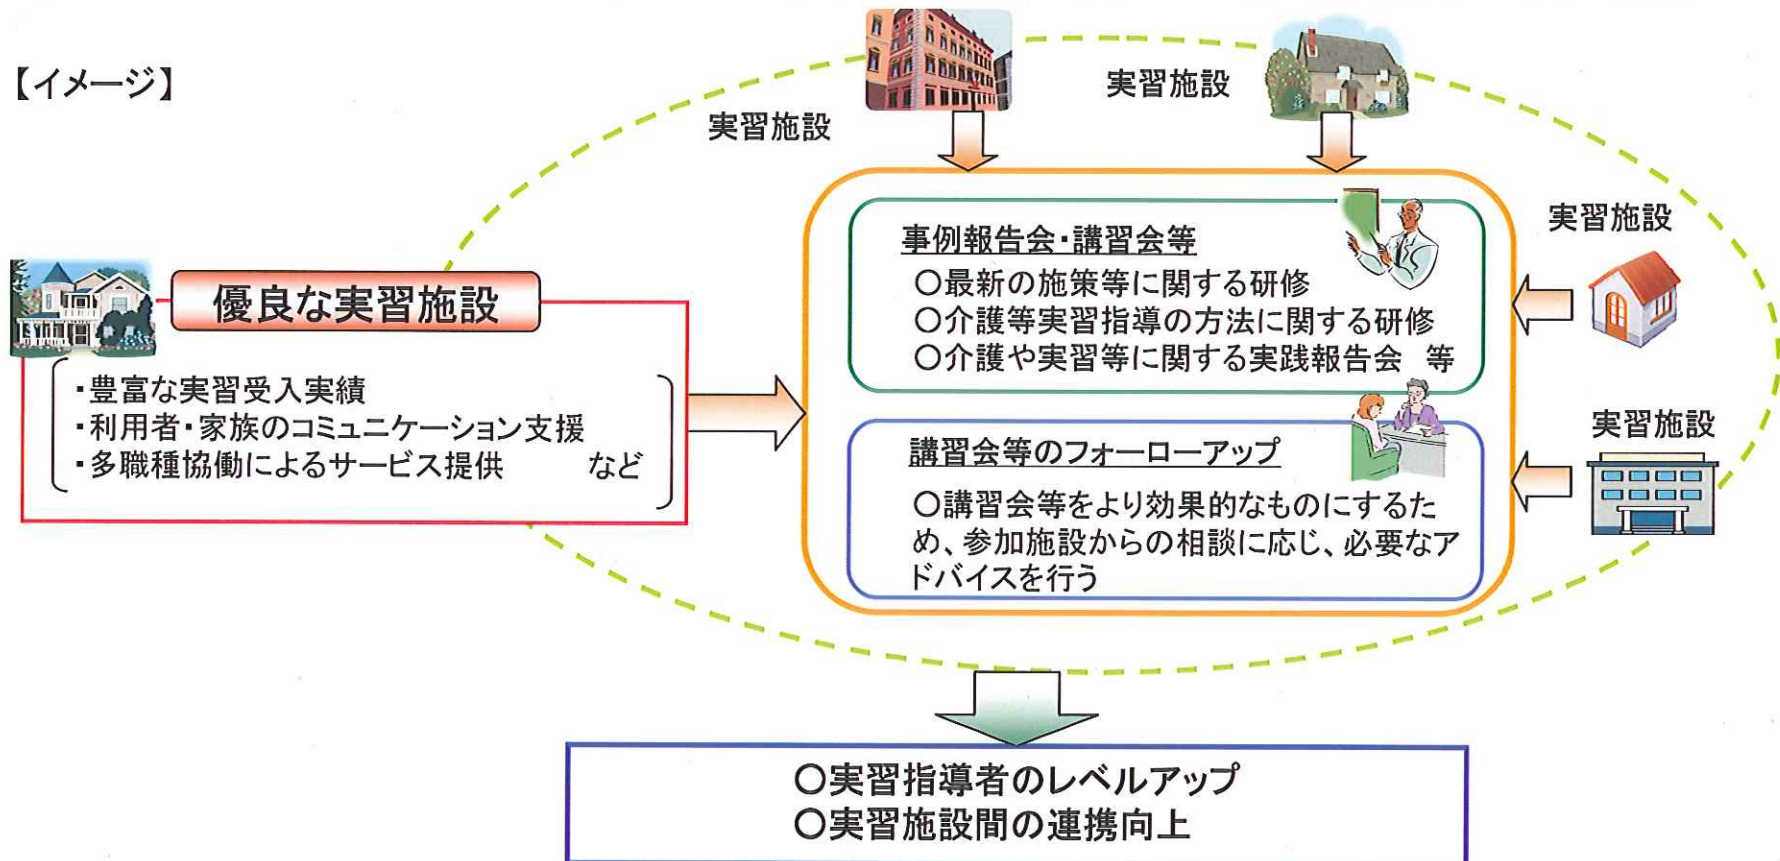 【イメージ】
実習施設
実習施設
実習施設
実習施設
優良な実習施設
・豊富な実習受入実績
・利用者・家族のコミュニケーション支援
・多職種協働によるサービス提供　　など
事例報告会・講習会等
○最新の施策等に関する研修
○介護等実習指導の方法に関する研修
○介護や実習等に関する実践報告会　等
講習会等のフォーローアップ
○講習会等をより効果的なものにするた
め、参加施設からの相談に応じ、必要なア
ドバイスを行う
○実習指導者のレベルアップ
○実習施設間の連携向上